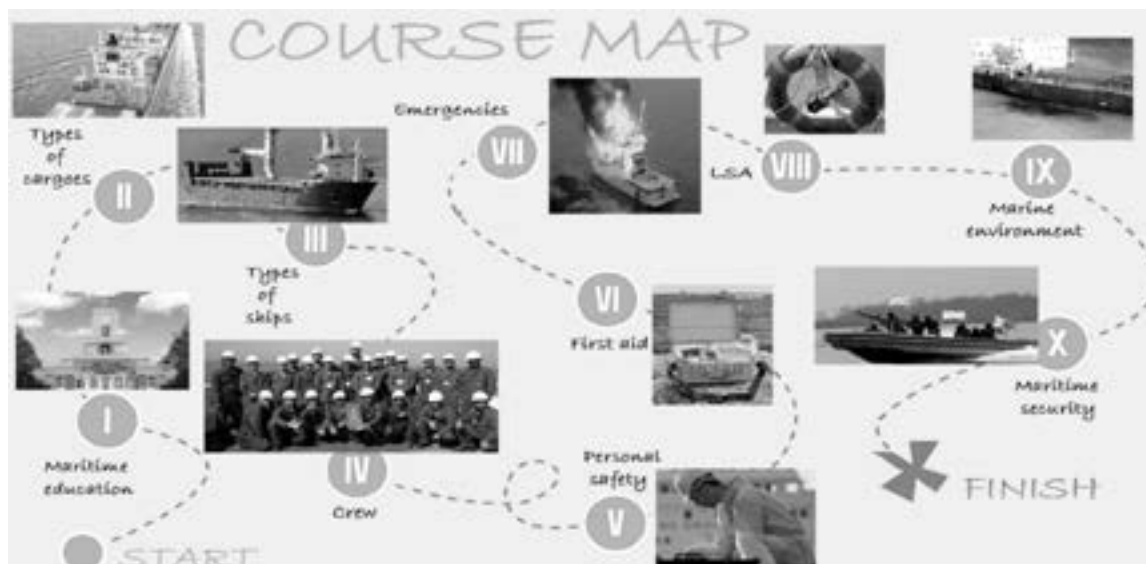 COURSE MAP
Types
of
cargoes
II
III
Types
of
ships
I
Maritime
education
START
IV
Crew
Personal
safety
V
VI
First aid
Emergencies
VII
LSA
VIII
IX
Marine
environment
X
Maritime
security
FINISH